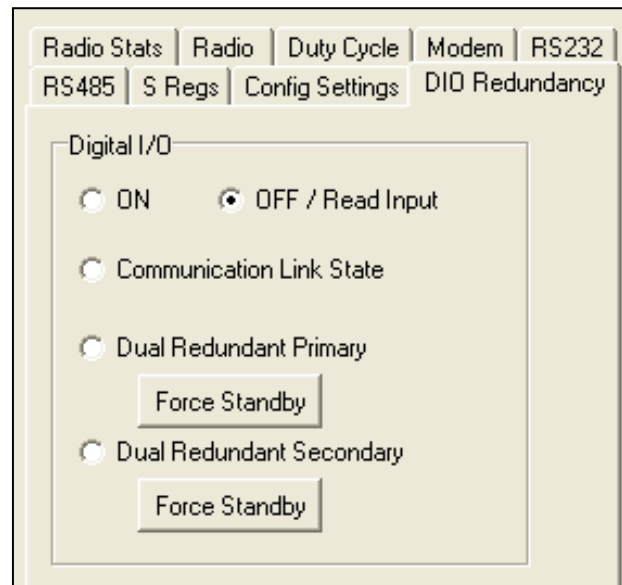 Radio Stats Radio Duty Cycle Modem RS232
RS485 S Regs Config Settings DIO Redundancy
Digital I/O
ON OFF / Read Input
Communication Link State
Dual Redundant Primary
Force Standby
Dual Redundant Secondary
Force Standby